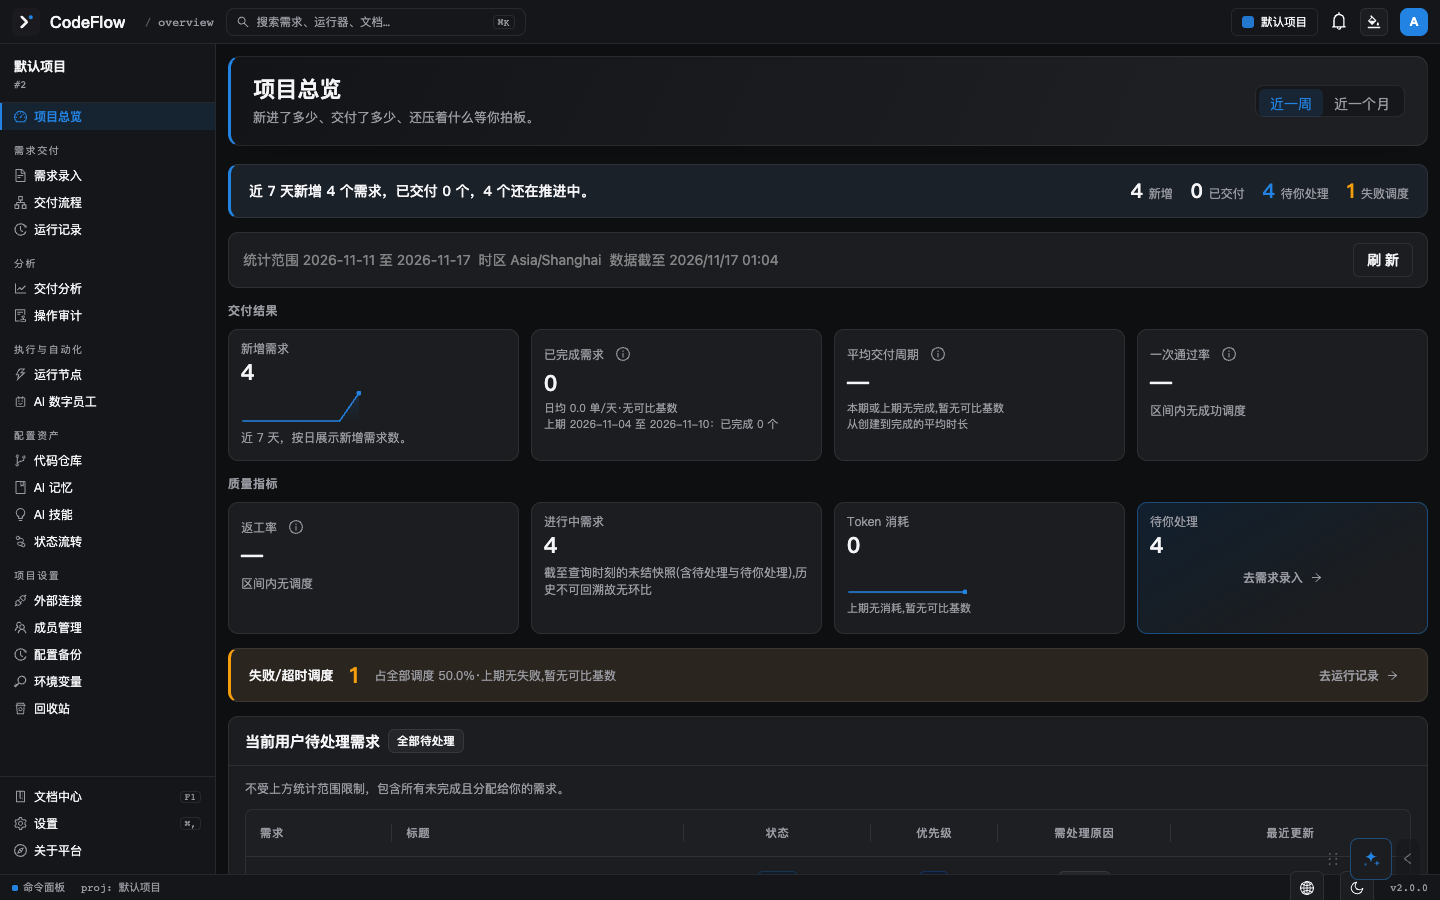 CodeFlow
/ overview
搜索需求、运行器、文档...
⌘K
默认项目
A
默认项目
#2
项目总览
需求交付
需求录入
交付流程
运行记录
分析
交付分析
操作审计
执行与自动化
运行节点
AI 数字员工
配置资产
代码仓库
AI 记忆
AI 技能
状态流转
项目设置
外部连接
成员管理
配置备份
环境变量
回收站
文档中心
F1
设置
⌘,
关于平台
项目总览
新进了多少、交付了多少、还压着什么等你拍板。
近一周
近一个月
近 7 天新增 4 个需求，已交付 0 个，4 个还在推进中。
4 新增
0 已交付
4 待你处理
1 失败调度
统计范围 2026-11-11 至 2026-11-17 时区 Asia/Shanghai 数据截至 2026/11/17 01:04
刷 新
交付结果
新增需求
4
近 7 天，按日展示新增需求数。
已完成需求
0
日均 0.0 单/天·无可比基数
上期 2026-11-04 至 2026-11-10：已完成 0 个
平均交付周期
—
本期或上期无完成,暂无可比基数
从创建到完成的平均时长
一次通过率
—
区间内无成功调度
质量指标
返工率
—
区间内无调度
进行中需求
4
截至查询时刻的未结快照(含待处理与待你处理),历
史不可回溯故无环比
Token 消耗
0
上期无消耗,暂无可比基数
待你处理
4
去需求录入 →
失败/超时调度 1 占全部调度 50.0%·上期无失败,暂无可比基数
去运行记录 →
当前用户待处理需求
全部待处理
不受上方统计范围限制，包含所有未完成且分配给你的需求。
需求
标题
状态
优先级
需处理原因
最近更新
命令面板
proj: 默认项目
v2.0.0